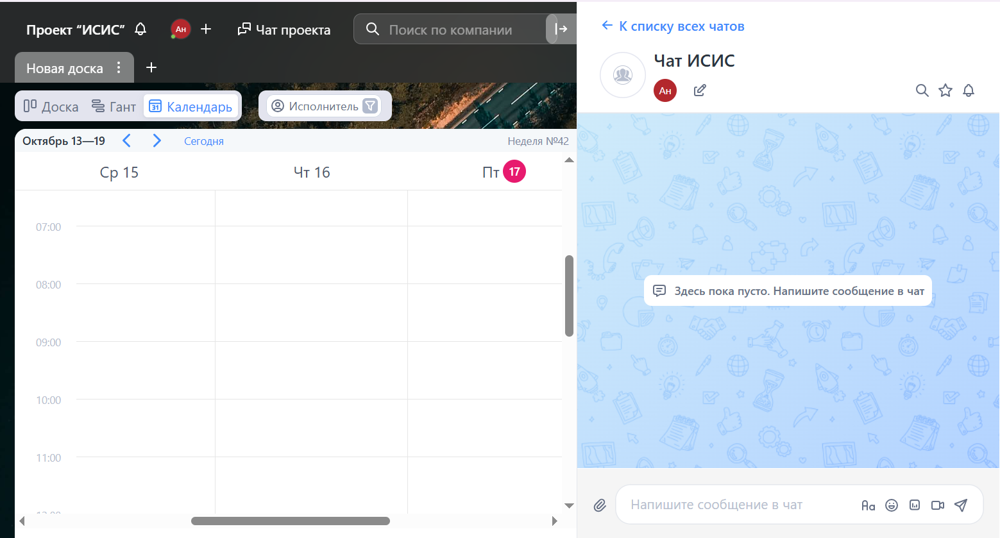 Проект “ИСИС”
Ан
Чат проекта
Поиск по компании
Новая доска
Доска
Гант
31
Календарь
Исполнитель
Октябрь 13—19
Сегодня
Неделя №42
Ср 15
Чт 16
Пт 17
07:00
08:00
09:00
10:00
11:00
К списку всех чатов
Чат ИСИС
Ан
Здесь пока пусто. Напишите сообщение в чат
Напишите сообщение в чат
Aa